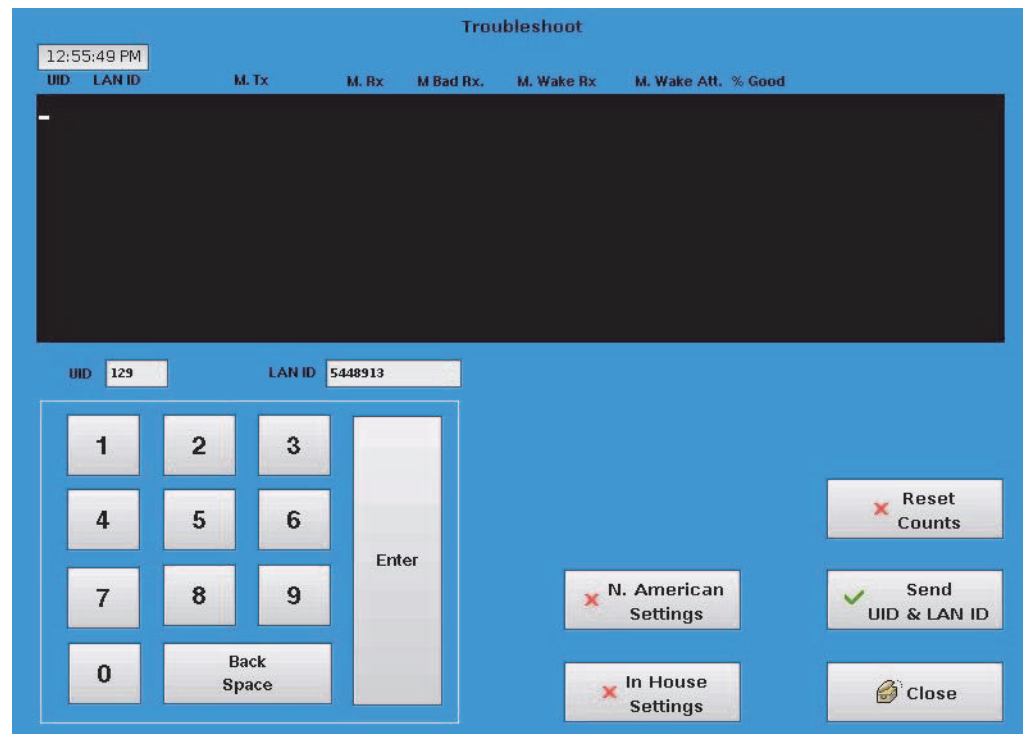 Troubleshoot
12:55:49 PM
UID LAN ID M. Tx M. Rx M Bad Rx. M. Wake Rx M. Wake Att. % Good
UID 129 LAN ID 5448913
1 2 3
4 5 6
7 8 9
0 Back
Space
Enter
Reset
Counts
N. American
Settings
Send
UID & LAN ID
In House
Settings
Close